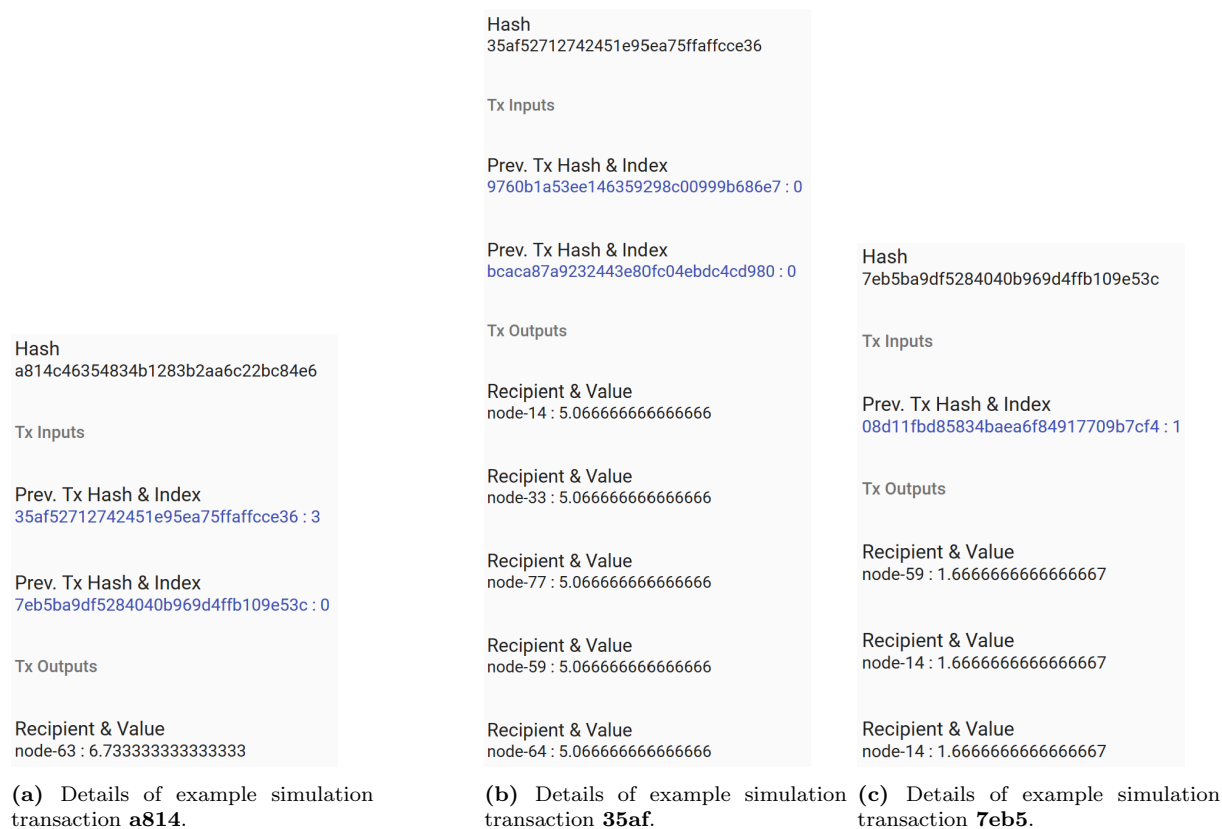 Hash
a814c46354834b1283b2aa6c22bc84e6
Tx Inputs
Prev. Tx Hash & Index
35af52712742451e95ea75ffaffcce36 : 3
Prev. Tx Hash & Index
7eb5ba9df5284040b969d4ffb109e53c : 0
Tx Outputs
Recipient & Value
node-63 : 6.733333333333333
(a) Details of example simulation
transaction a814.
Hash
35af52712742451e95ea75ffaffcce36
Tx Inputs
Prev. Tx Hash & Index
9760b1a53ee146359298c00999b686e7 : 0
Prev. Tx Hash & Index
bcaca87a9232443e80fc04ebdc4cd980 : 0
Tx Outputs
Recipient & Value
node-14 : 5.066666666666666
Recipient & Value
node-33 : 5.066666666666666
Recipient & Value
node-77 : 5.066666666666666
Recipient & Value
node-59 : 5.066666666666666
Recipient & Value
node-64 : 5.066666666666666
(b) Details of example simulation
transaction 35af.
Hash
7eb5ba9df5284040b969d4ffb109e53c
Tx Inputs
Prev. Tx Hash & Index
08d11fbd85834baea6f84917709b7cf4 : 1
Tx Outputs
Recipient & Value
node-59 : 1.6666666666666667
Recipient & Value
node-14 : 1.6666666666666667
Recipient & Value
node-14 : 1.6666666666666667
(c) Details of example simulation
transaction 7eb5.